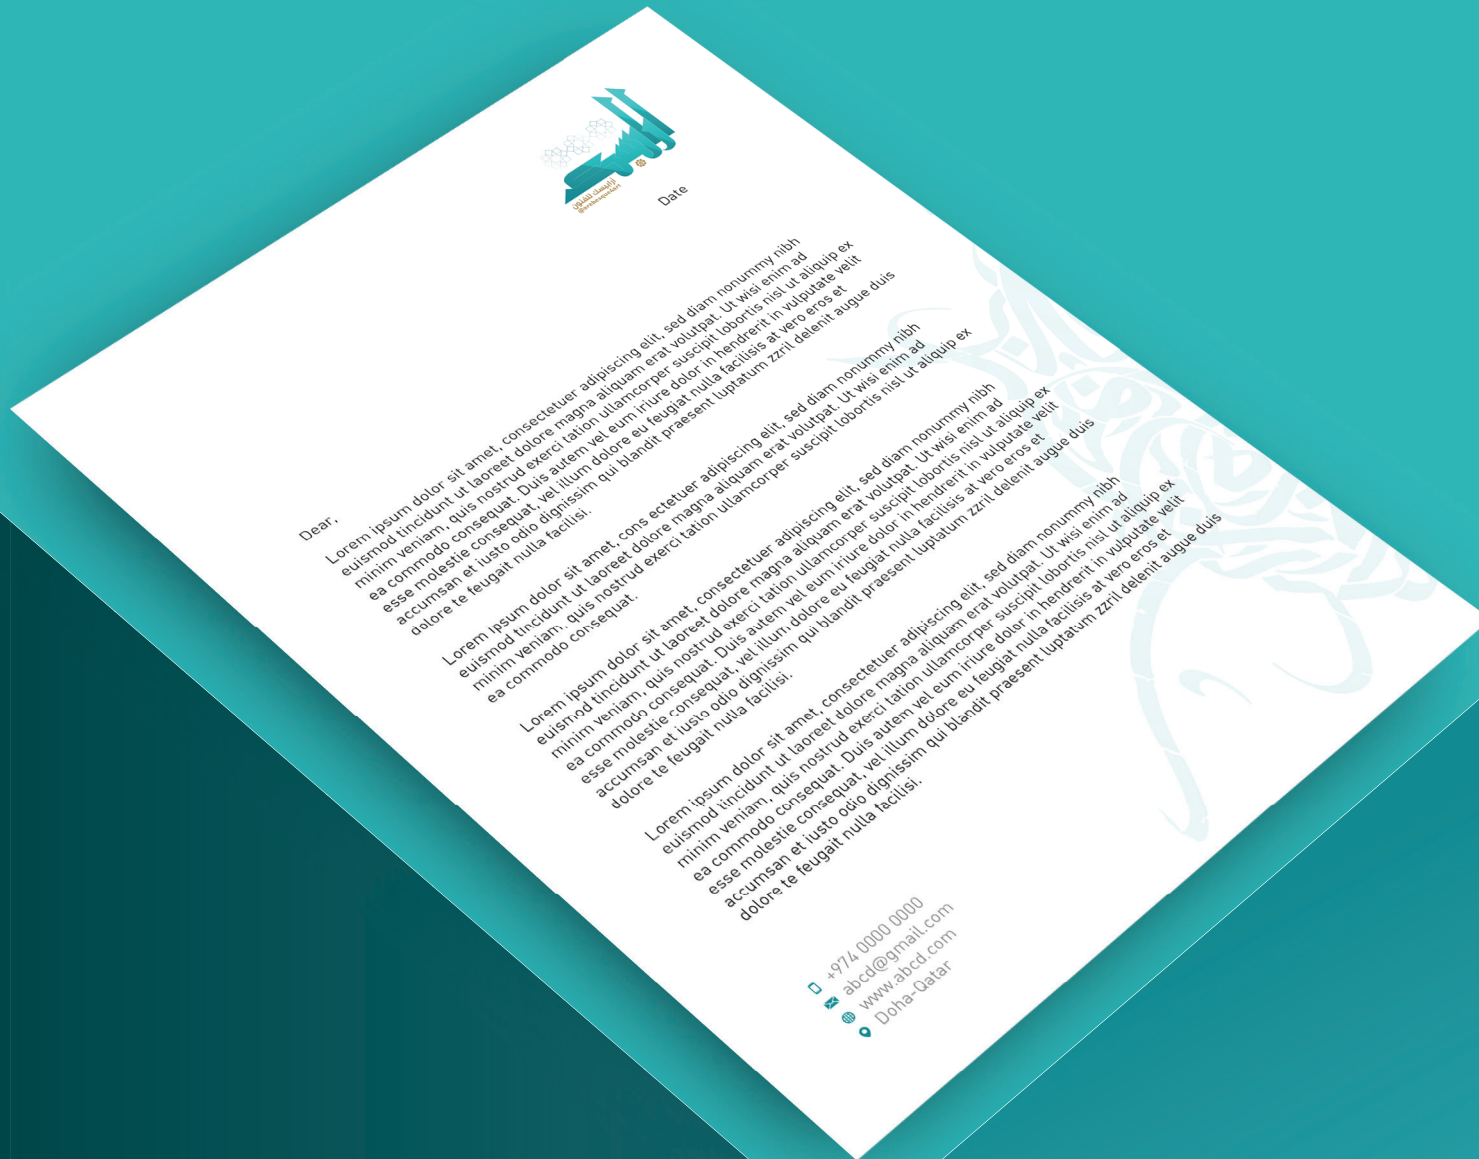 أرابيسك للفنون
@arabesquedart
Date
Dear,
Lorem ipsum dolor sit amet, consectetuer adipiscing elit, sed diam nonummy nibh
euismod tincidunt ut laoreet dolore magna aliquam erat volutpat. Ut wisi enim ad
minim veniam, quis nostrud exerci tation ullamcorper suscipit lobortis nisl ut aliquip ex
ea commodo consequat. Duis autem vel eum iriure dolor in hendrerit in vulputate velit
esse molestie consequat, vel illum dolore eu feugiat nulla facilisis at vero eros et
accumsan et iusto odio dignissim qui blandit praesent luptatum zzril delenit augue duis
dolore te feugait nulla facilisi.
Lorem ipsum dolor sit amet, cons ectetuer adipiscing elit, sed diam nonummy nibh
euismod tincidunt ut laoreet dolore magna aliquam erat volutpat. Ut wisi enim ad
minim veniam, quis nostrud exerci tation ullamcorper suscipit lobortis nisl ut aliquip ex
ea commodo consequat.
Lorem ipsum dolor sit amet, consectetuer adipiscing elit, sed diam nonummy nibh
euismod tincidunt ut laoreet dolore magna aliquam erat volutpat. Ut wisi enim ad
minim veniam, quis nostrud exerci tation ullamcorper suscipit lobortis nisl ut aliquip ex
ea commodo consequat. Duis autem vel eum iriure dolor in hendrerit in vulputate velit
esse molestie consequat, vel illum dolore eu feugiat nulla facilisis at vero eros et
accumsan et iusto odio dignissim qui blandit praesent luptatum zzril delenit augue duis
dolore te feugait nulla facilisi.
Lorem ipsum dolor sit amet, consectetuer adipiscing elit, sed diam nonummy nibh
euismod tincidunt ut laoreet dolore magna aliquam erat volutpat. Ut wisi enim ad
minim veniam, quis nostrud exerci tation ullamcorper suscipit lobortis nisl ut aliquip ex
ea commodo consequat. Duis autem vel eum iriure dolor in hendrerit in vulputate velit
esse molestie consequat, vel illum dolore eu feugiat nulla facilisis at vero eros et
accumsan et iusto odio dignissim qui blandit praesent luptatum zzril delenit augue duis
dolore te feugait nulla facilisi.
+974 0000 0000
abcd@gmail.com
www.abcd.com
Doha-Qatar